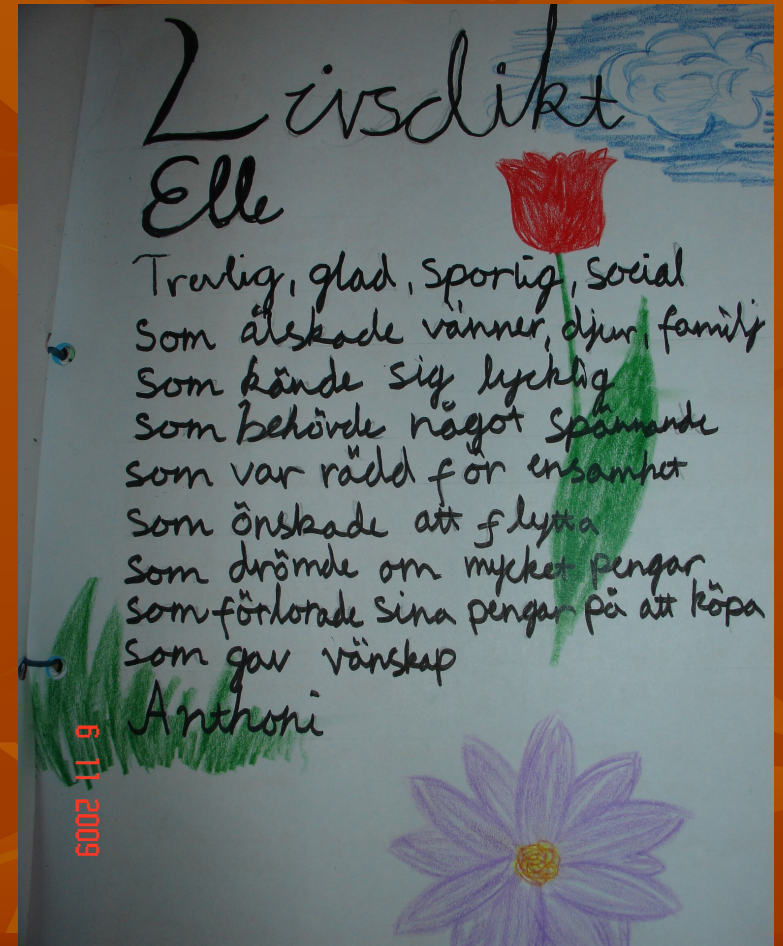 Livsdikt
Elle
Trevlig, glad, Sportig, social
Som älskade vänner, djur, familj
Som kände sig lycklig
som behövde något spännande
som var rädd för ensamhet
som önskade att flytta
som drömde om mycket pengar
som förlorade sina pengar på att köpa
som gav vänskap
Anthoni
6 11 2009